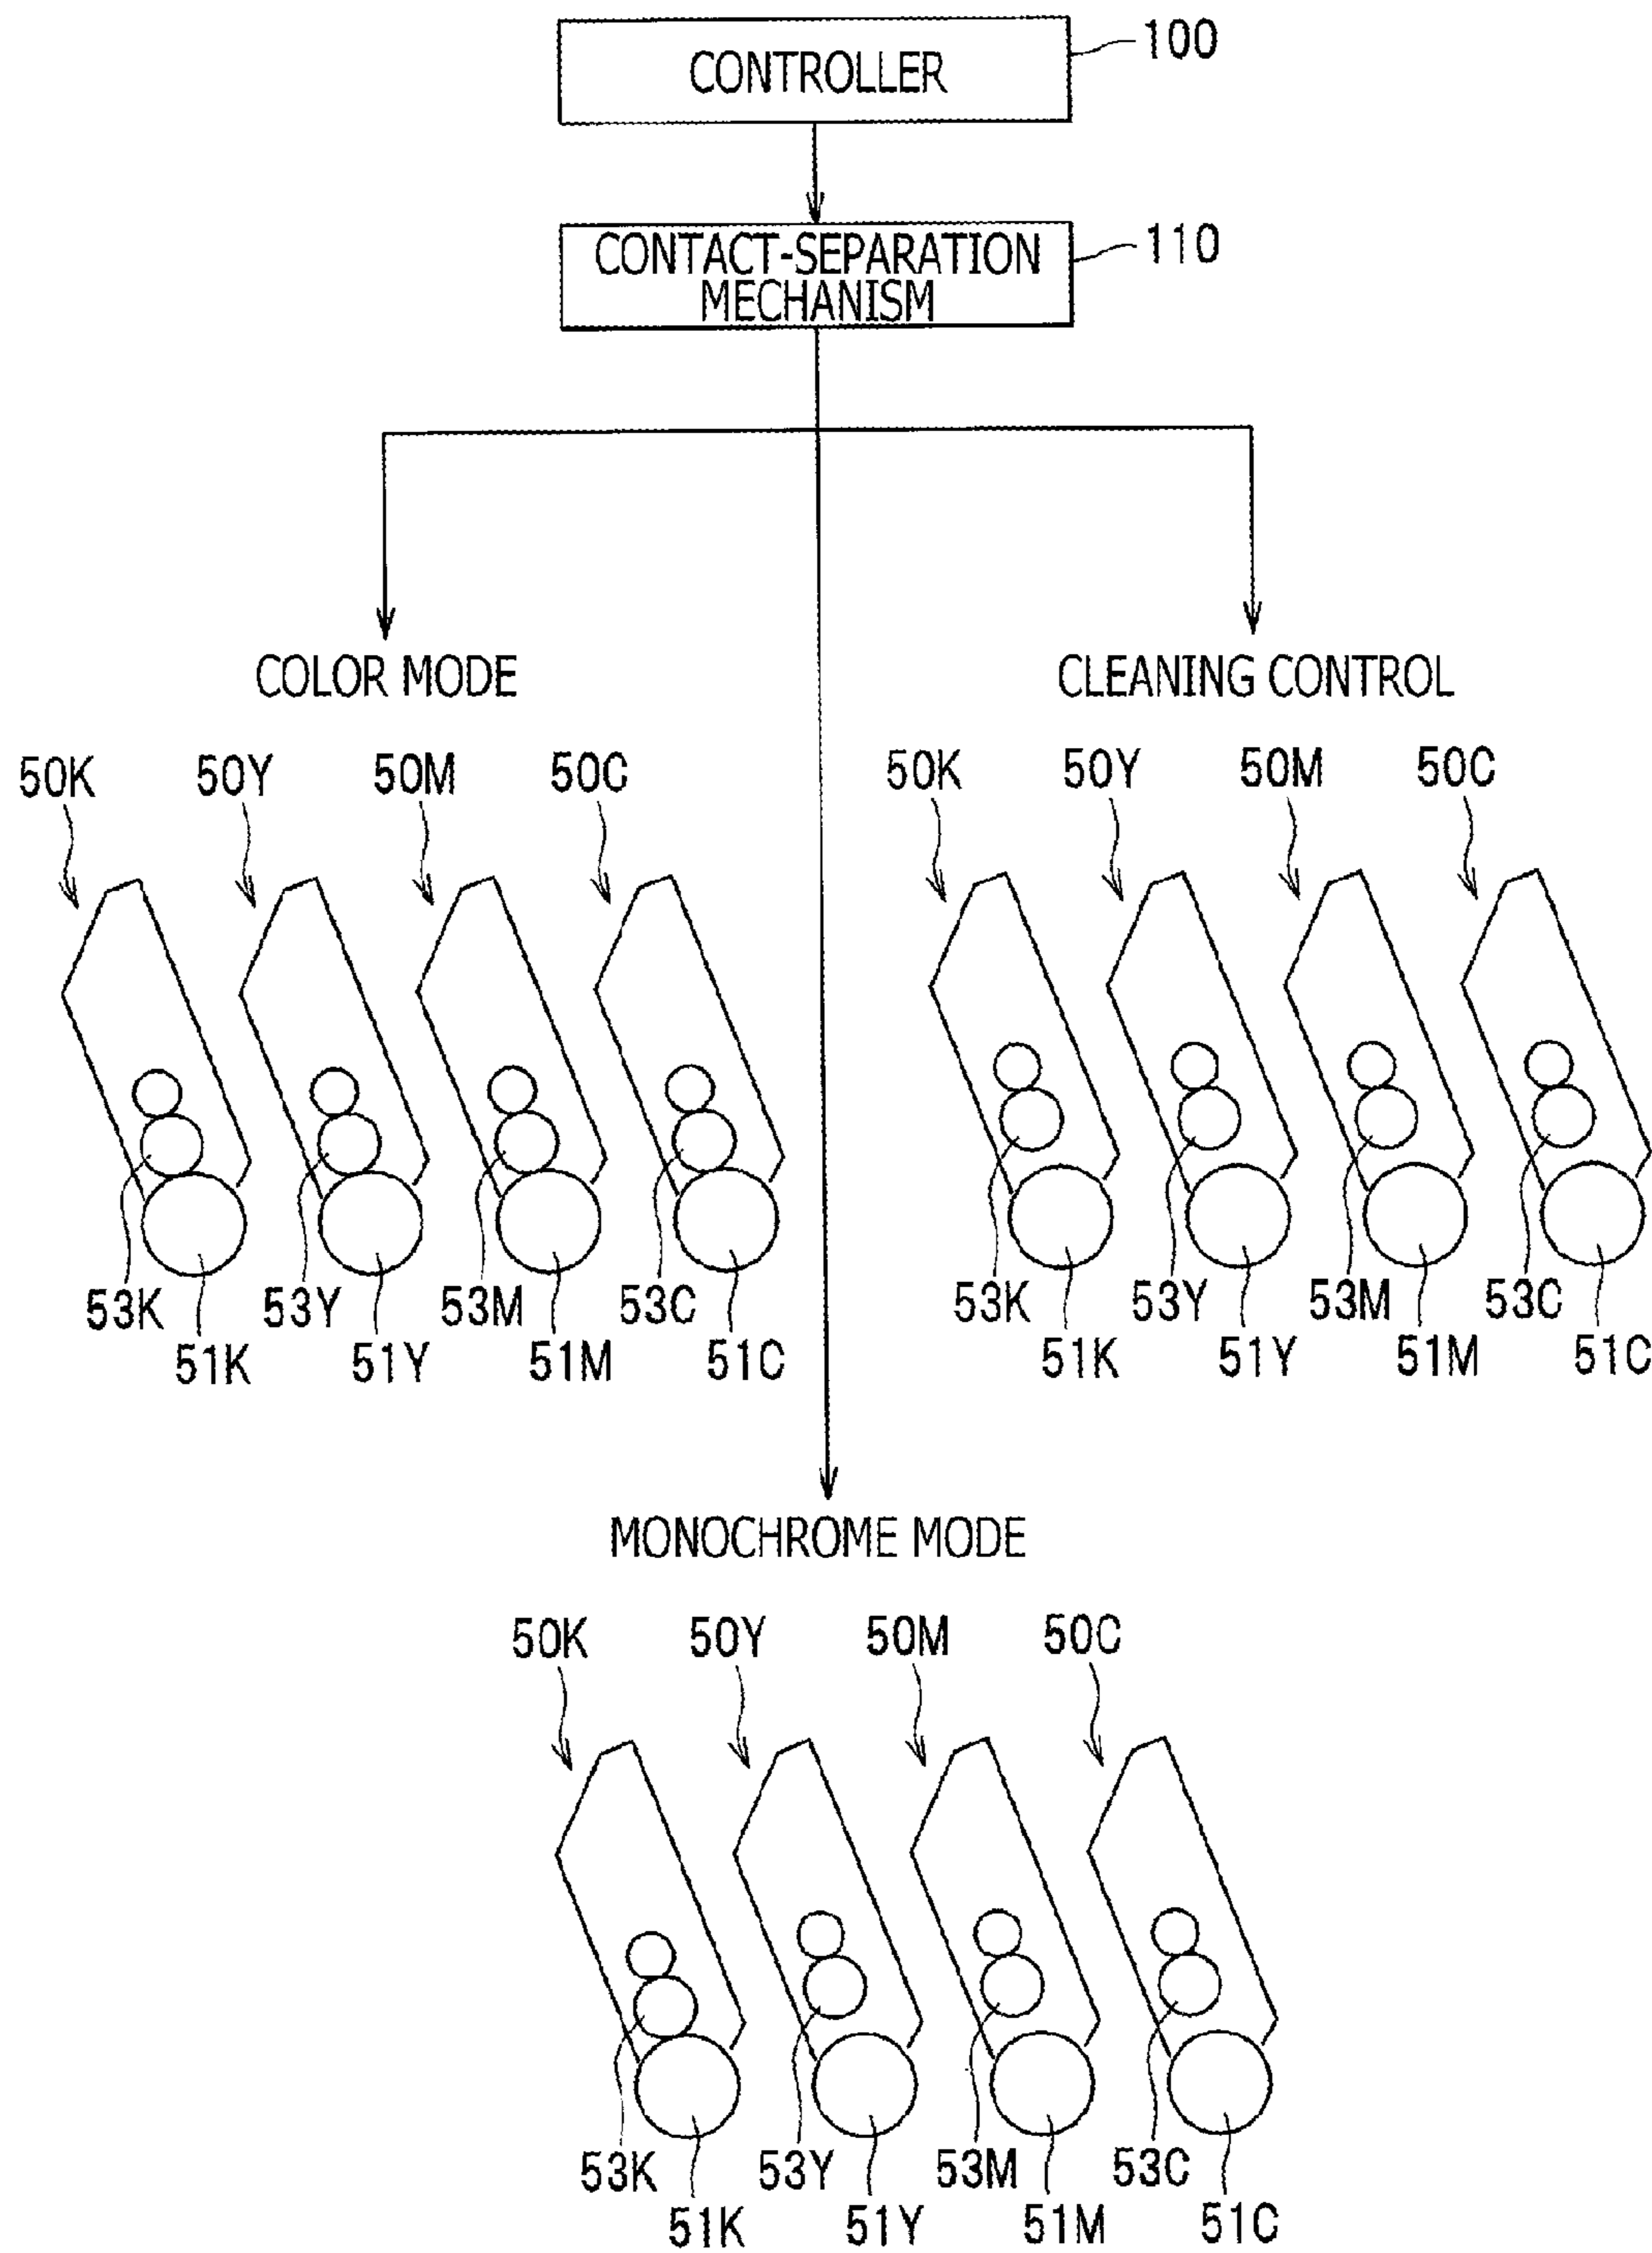 CONTROLLER
100
CONTACT-SEPARATION
MECHANISM
110
COLOR MODE
CLEANING CONTROL
50K 50Y 50M 50C
50K 50Y 50M 50C
53K 53Y 53M 53C
51K 51Y 51M 51C
53K 53Y 53M 53C
51K 51Y 51M 51C
MONOCHROME MODE
50K 50Y 50M 50C
53K 53Y 53M 53C
51K 51Y 51M 51C